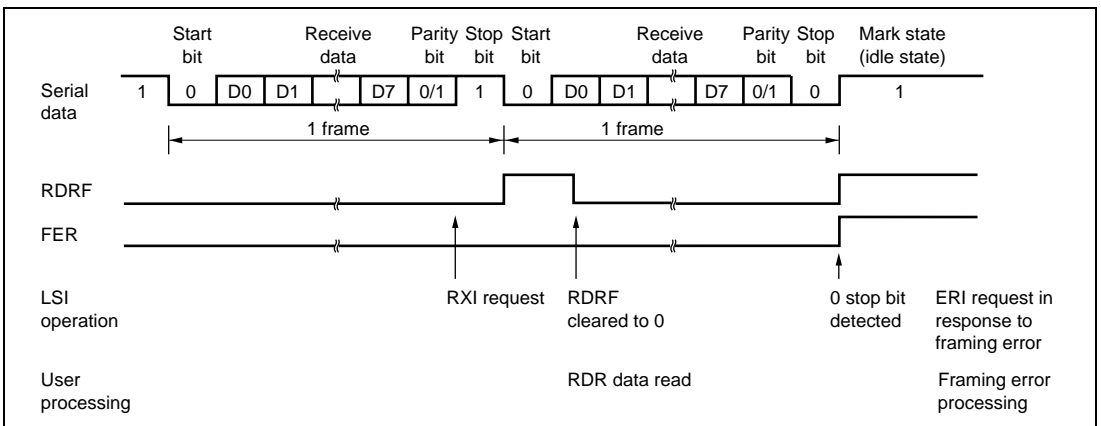 Start bit Receive data Parity bit Stop bit Start bit Receive data Parity bit Stop bit Mark state (idle state)
Serial data 1 0 D0 D1 D7 0/1 1 0 D0 D1 D7 0/1 0 1
1 frame 1 frame
RDRF
FER
LSI operation RXI request RDRF cleared to 0 0 stop bit detected ERI request in response to framing error
User processing RDR data read Framing error processing